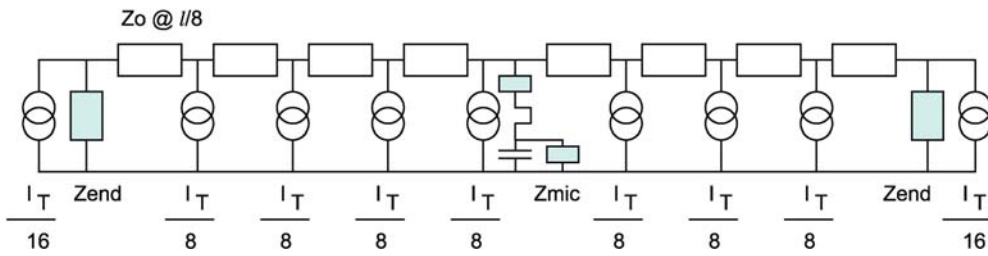 Zo @ l/8
I T Zend I T I T I T I T Zmic I T I T I T Zend I T
16 8 8 8 8 8 8 8 16